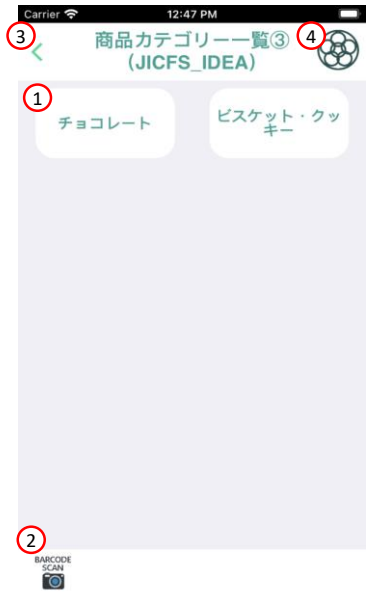 Carrier 12:47 PM
③ 商品カテゴリー一覧③ ④
(JICFS_IDEA)
①
チョコレート
ビスケット・クッ
キー
②
BARCODE
SCAN